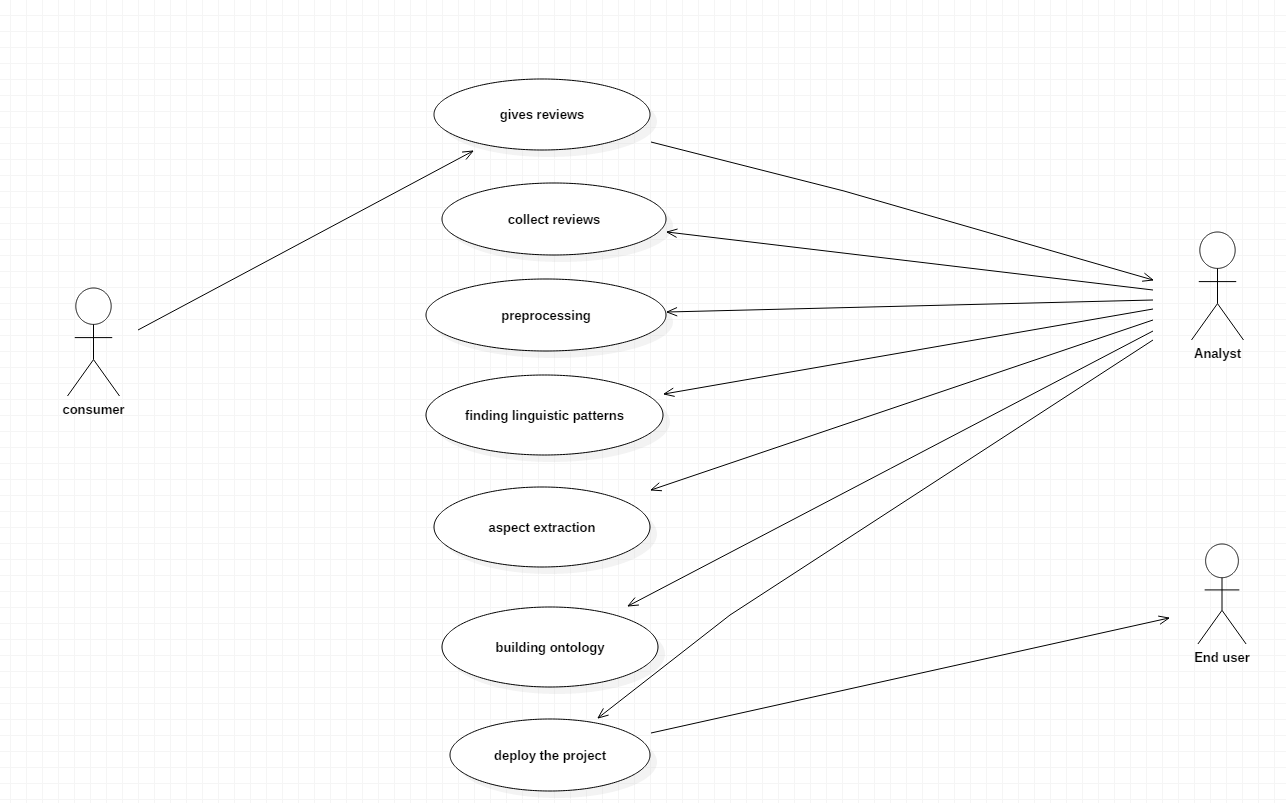 gives reviews
collect reviews
preprocessing
finding linguistic patterns
aspect extraction
building ontology
deploy the project
consumer
Analyst
End user